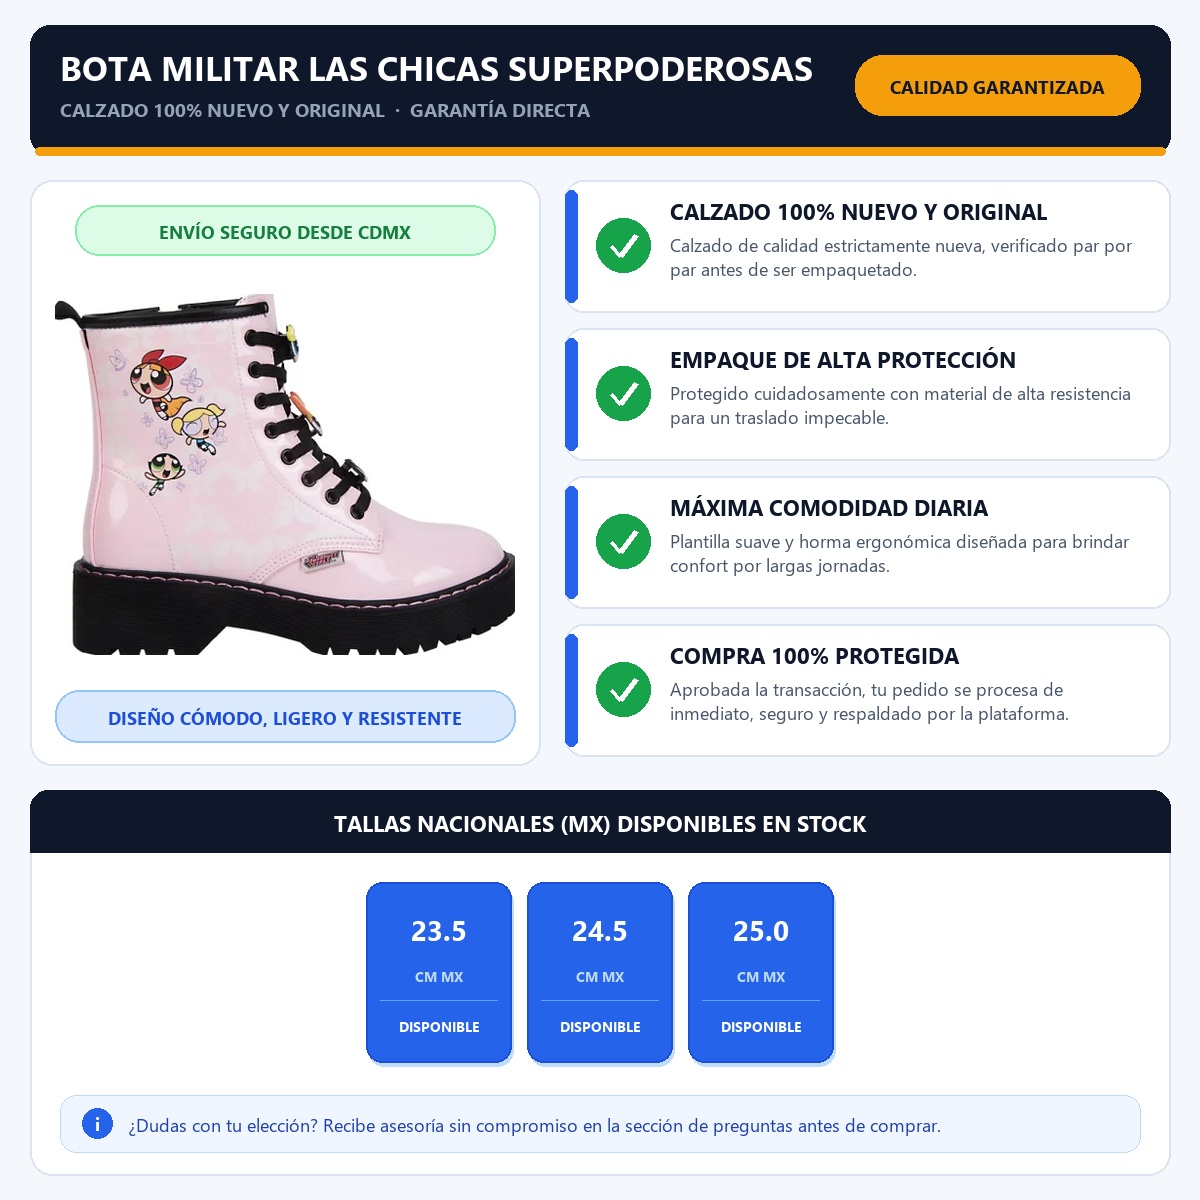 BOTA MILITAR LAS CHICAS SUPERPODEROSAS
CALZADO 100% NUEVO Y ORIGINAL · GARANTÍA DIRECTA
CALIDAD GARANTIZADA
ENVÍO SEGURO DESDE CDMX
DISEÑO CÓMODO, LIGERO Y RESISTENTE
CALZADO 100% NUEVO Y ORIGINAL
Calzado de calidad estrictamente nueva, verificado par por
par antes de ser empaquetado.
EMPAQUE DE ALTA PROTECCIÓN
Protegido cuidadosamente con material de alta resistencia
para un traslado impecable.
MÁXIMA COMODIDAD DIARIA
Plantilla suave y horma ergonómica diseñada para brindar
confort por largas jornadas.
COMPRA 100% PROTEGIDA
Aprobada la transacción, tu pedido se procesa de
inmediato, seguro y respaldado por la plataforma.
TALLAS NACIONALES (MX) DISPONIBLES EN STOCK
23.5
CM MX
DISPONIBLE
24.5
CM MX
DISPONIBLE
25.0
CM MX
DISPONIBLE
¿Dudas con tu elección? Recibe asesoría sin compromiso en la sección de preguntas antes de comprar.